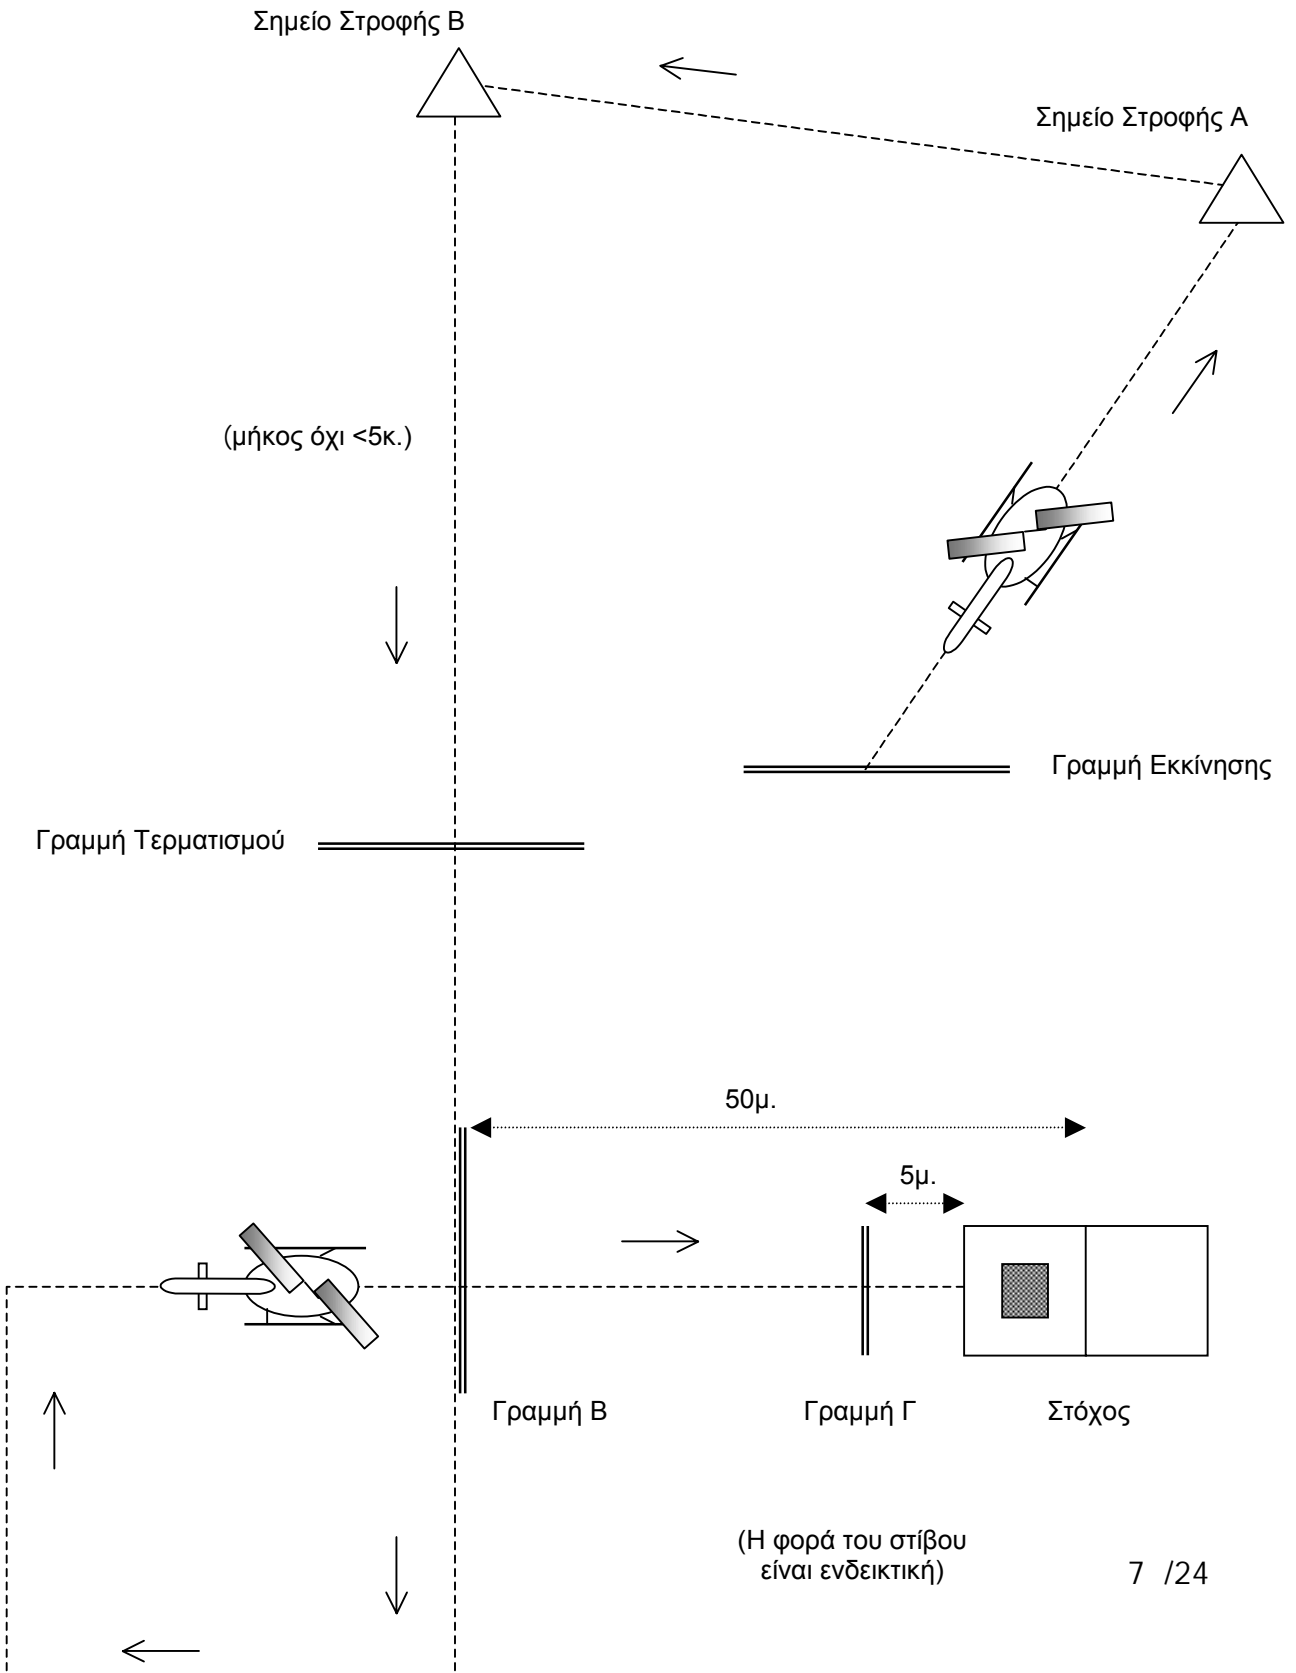 Σημείο Στροφής Β
Σημείο Στροφής Α
(μήκος όχι <5κ.)
Γραμμή Εκκίνησης
Γραμμή Τερματισμού
50μ.
5μ.
Γραμμή Β
Γραμμή Γ
Στόχος
(Η φορά του στίβου
είναι ενδεικτική)
7 /24